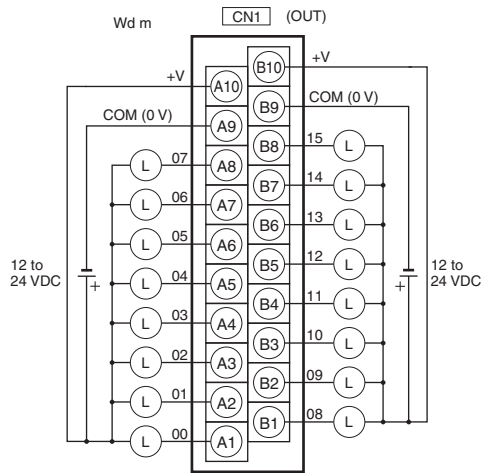 Wd m CN1 (OUT)
B10 +V
+V A10
B9 COM (0 V)
COM (0 V) A9
B8 15 L
L 07 A8
B7 14 L
L 06 A7
B6 13 L
L 05 A6
B5 12 L
12 to
24 VDC
+
L 04 A5
12 to
24 VDC
+
B4 11 L
L 03 A4
B3 10 L
L 02 A3
B2 09 L
L 01 A2
B1 08 L
L 00 A1